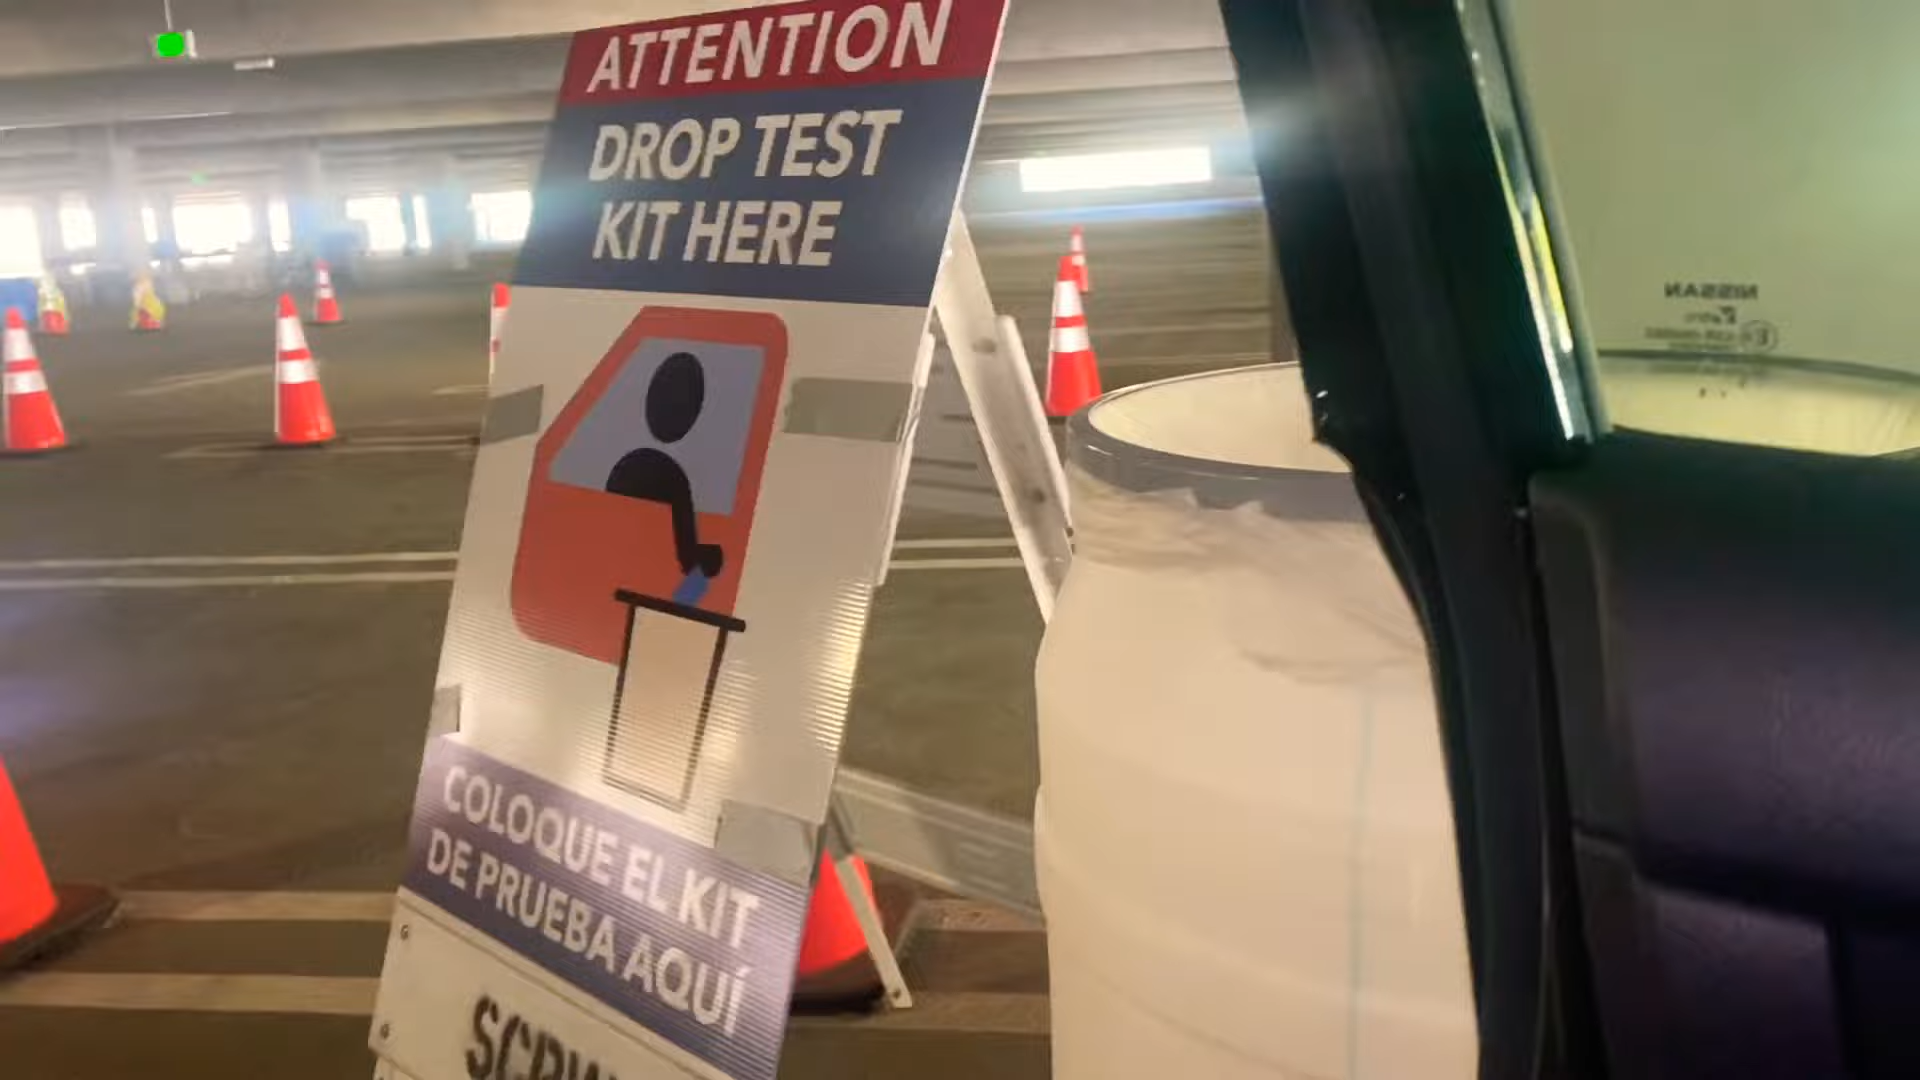 ATTENTION
DROP TEST
KIT HERE
COLOQUE EL KIT
DE PRUEBA AQUÍ
NISSAN